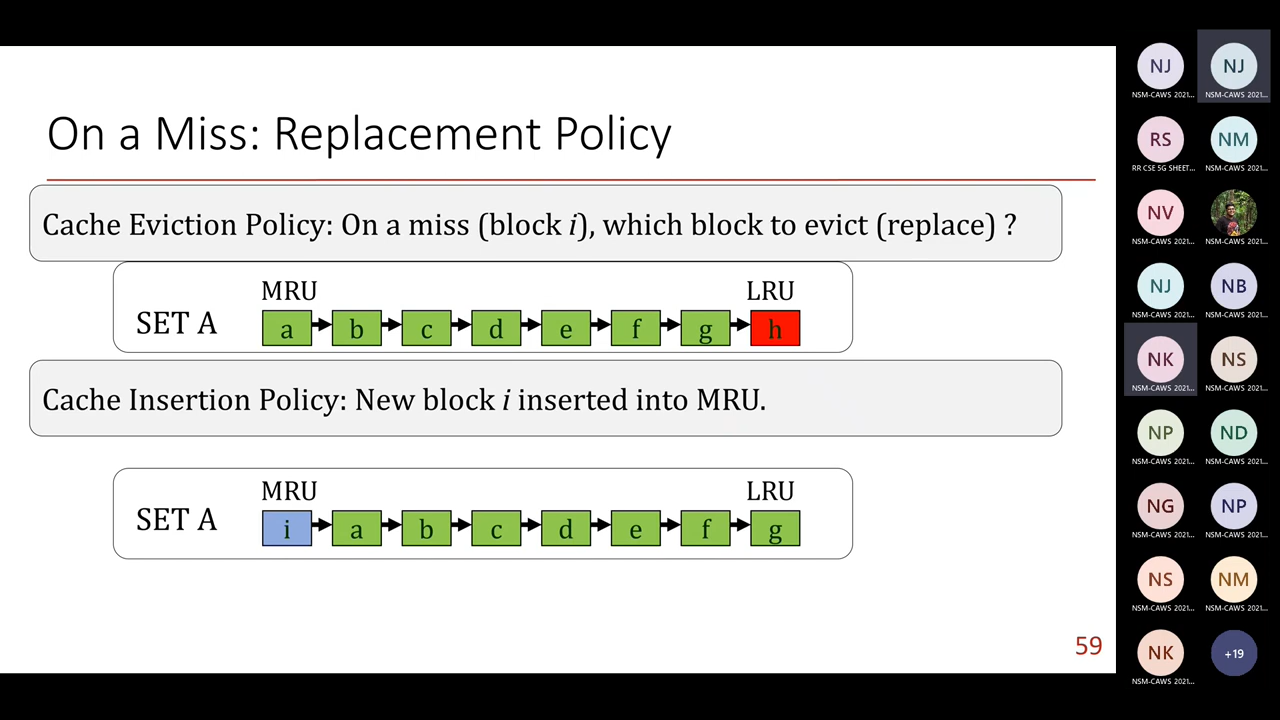 On a Miss: Replacement Policy
Cache Eviction Policy: On a miss (block i), which block to evict (replace) ?
MRU LRU
SET A a b c d e f g h
Cache Insertion Policy: New block i inserted into MRU.
MRU LRU
SET A i a b c d e f g
59
NJ NJ
NSM-CAWS 2021... NSM-CAWS 2021...
RS NM
RR CSE 5G SHEET... NSM-CAWS 2021...
NV
NSM-CAWS 2021... NSM-CAWS 2021...
NJ NB
NSM-CAWS 2021... NSM-CAWS 2021...
NK NS
NSM-CAWS 2021... NSM-CAWS 2021...
NP ND
NSM-CAWS 2021... NSM-CAWS 2021...
NG NP
NSM-CAWS 2021... NSM-CAWS 2021...
NS NM
NSM-CAWS 2021... NSM-CAWS 2021...
NK +19
NSM-CAWS 2021...